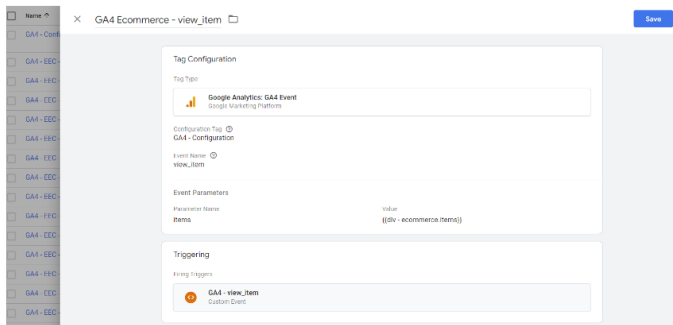 Name
GA4 Ecommerce - view_item
Save
GA4 - Confi
GA4 - EEC -
GA4 - EEC -
GA4 - EEC -
GA4 - EEC -
GA4 - EEC -
GA4 - EEC
GA4 - EEC -
GA4 - EEC -
GA4 - EEC
GA4 - EEC -
GA4 - EEC -
GA4 - EEC -
GA4 - EEC
GA4 - EEC -
Tag Configuration
Tag Type
Google Analytics: GA4 Event
Google Marketing Platform
Configuration Tag
GA4 - Configuration
Event Name
view_item
Event Parameters
Parameter Name Value
items {{dlv - ecommerce.items}}
Triggering
Firing Triggers
GA4 - view_item
Custom Event